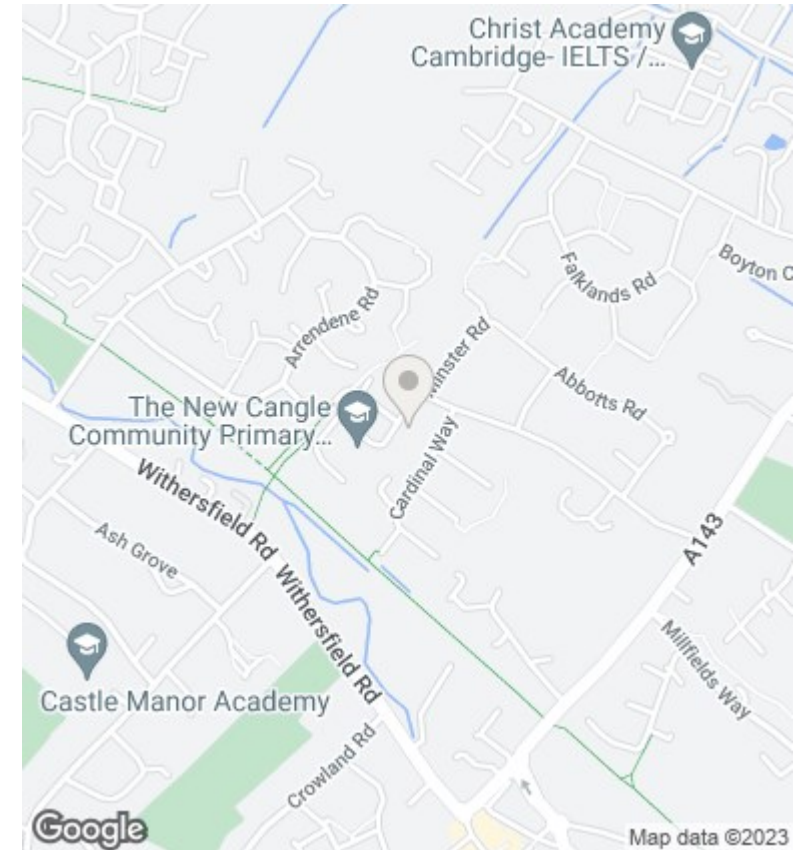 Christ Academy
Cambridge- IELTS /...
Boyton C
Falklands Rd
Arrendene Rd
Minster Rd
Abbotts Rd
The New Cangle
Community Primary...
Cardinal Way
Withersfield Rd
A143
Ash Grove
Withersfield Rd
Millfields Way
Castle Manor Academy
Crowland Rd
Google
Map data ©2023